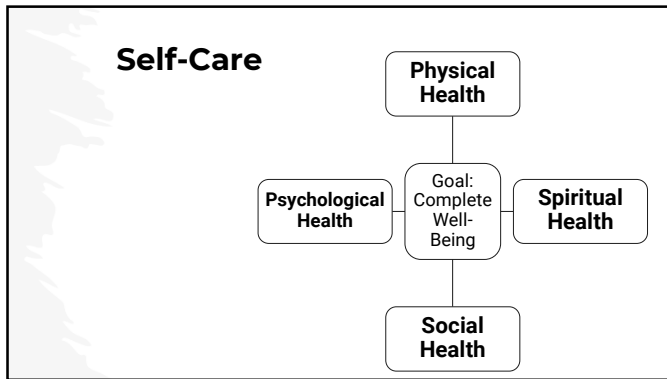 Self-Care
Physical
Health
Psychological
Health
Goal:
Complete
Well-
Being
Spiritual
Health
Social
Health